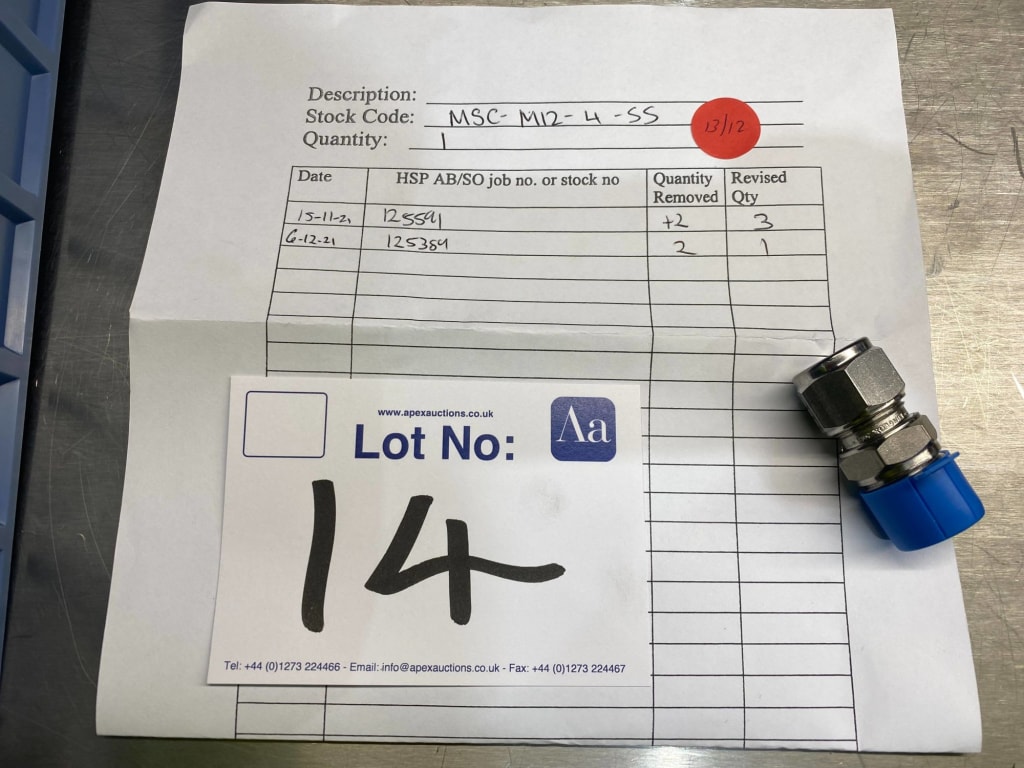 Description:
Stock Code: MSC-M12-4-SS
13/12
Quantity: 1
Date HSP AB/SO job no. or stock no Quantity Removed Revised Qty
15-11-21 125591 +2 3
6-12-21 125384 2 1
www.apexauctions.co.uk
Lot No: Aa
14
Tel: +44 (0)1273 224466 - Email: info@apexauctions.co.uk - Fax: +44 (0)1273 224467